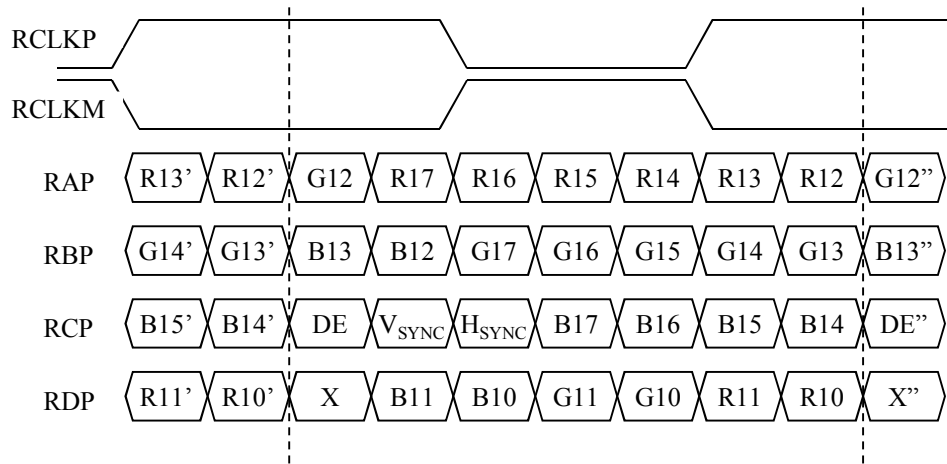 RCLKP
RCLKM
RAP R13’ R12’ G12 R17 R16 R15 R14 R13 R12 G12”
RBP G14’ G13’ B13 B12 G17 G16 G15 G14 G13 B13”
RCP B15’ B14’ DE VSYNC HSYNC B17 B16 B15 B14 DE”
RDP R11’ R10’ X B11 B10 G11 G10 R11 R10 X”